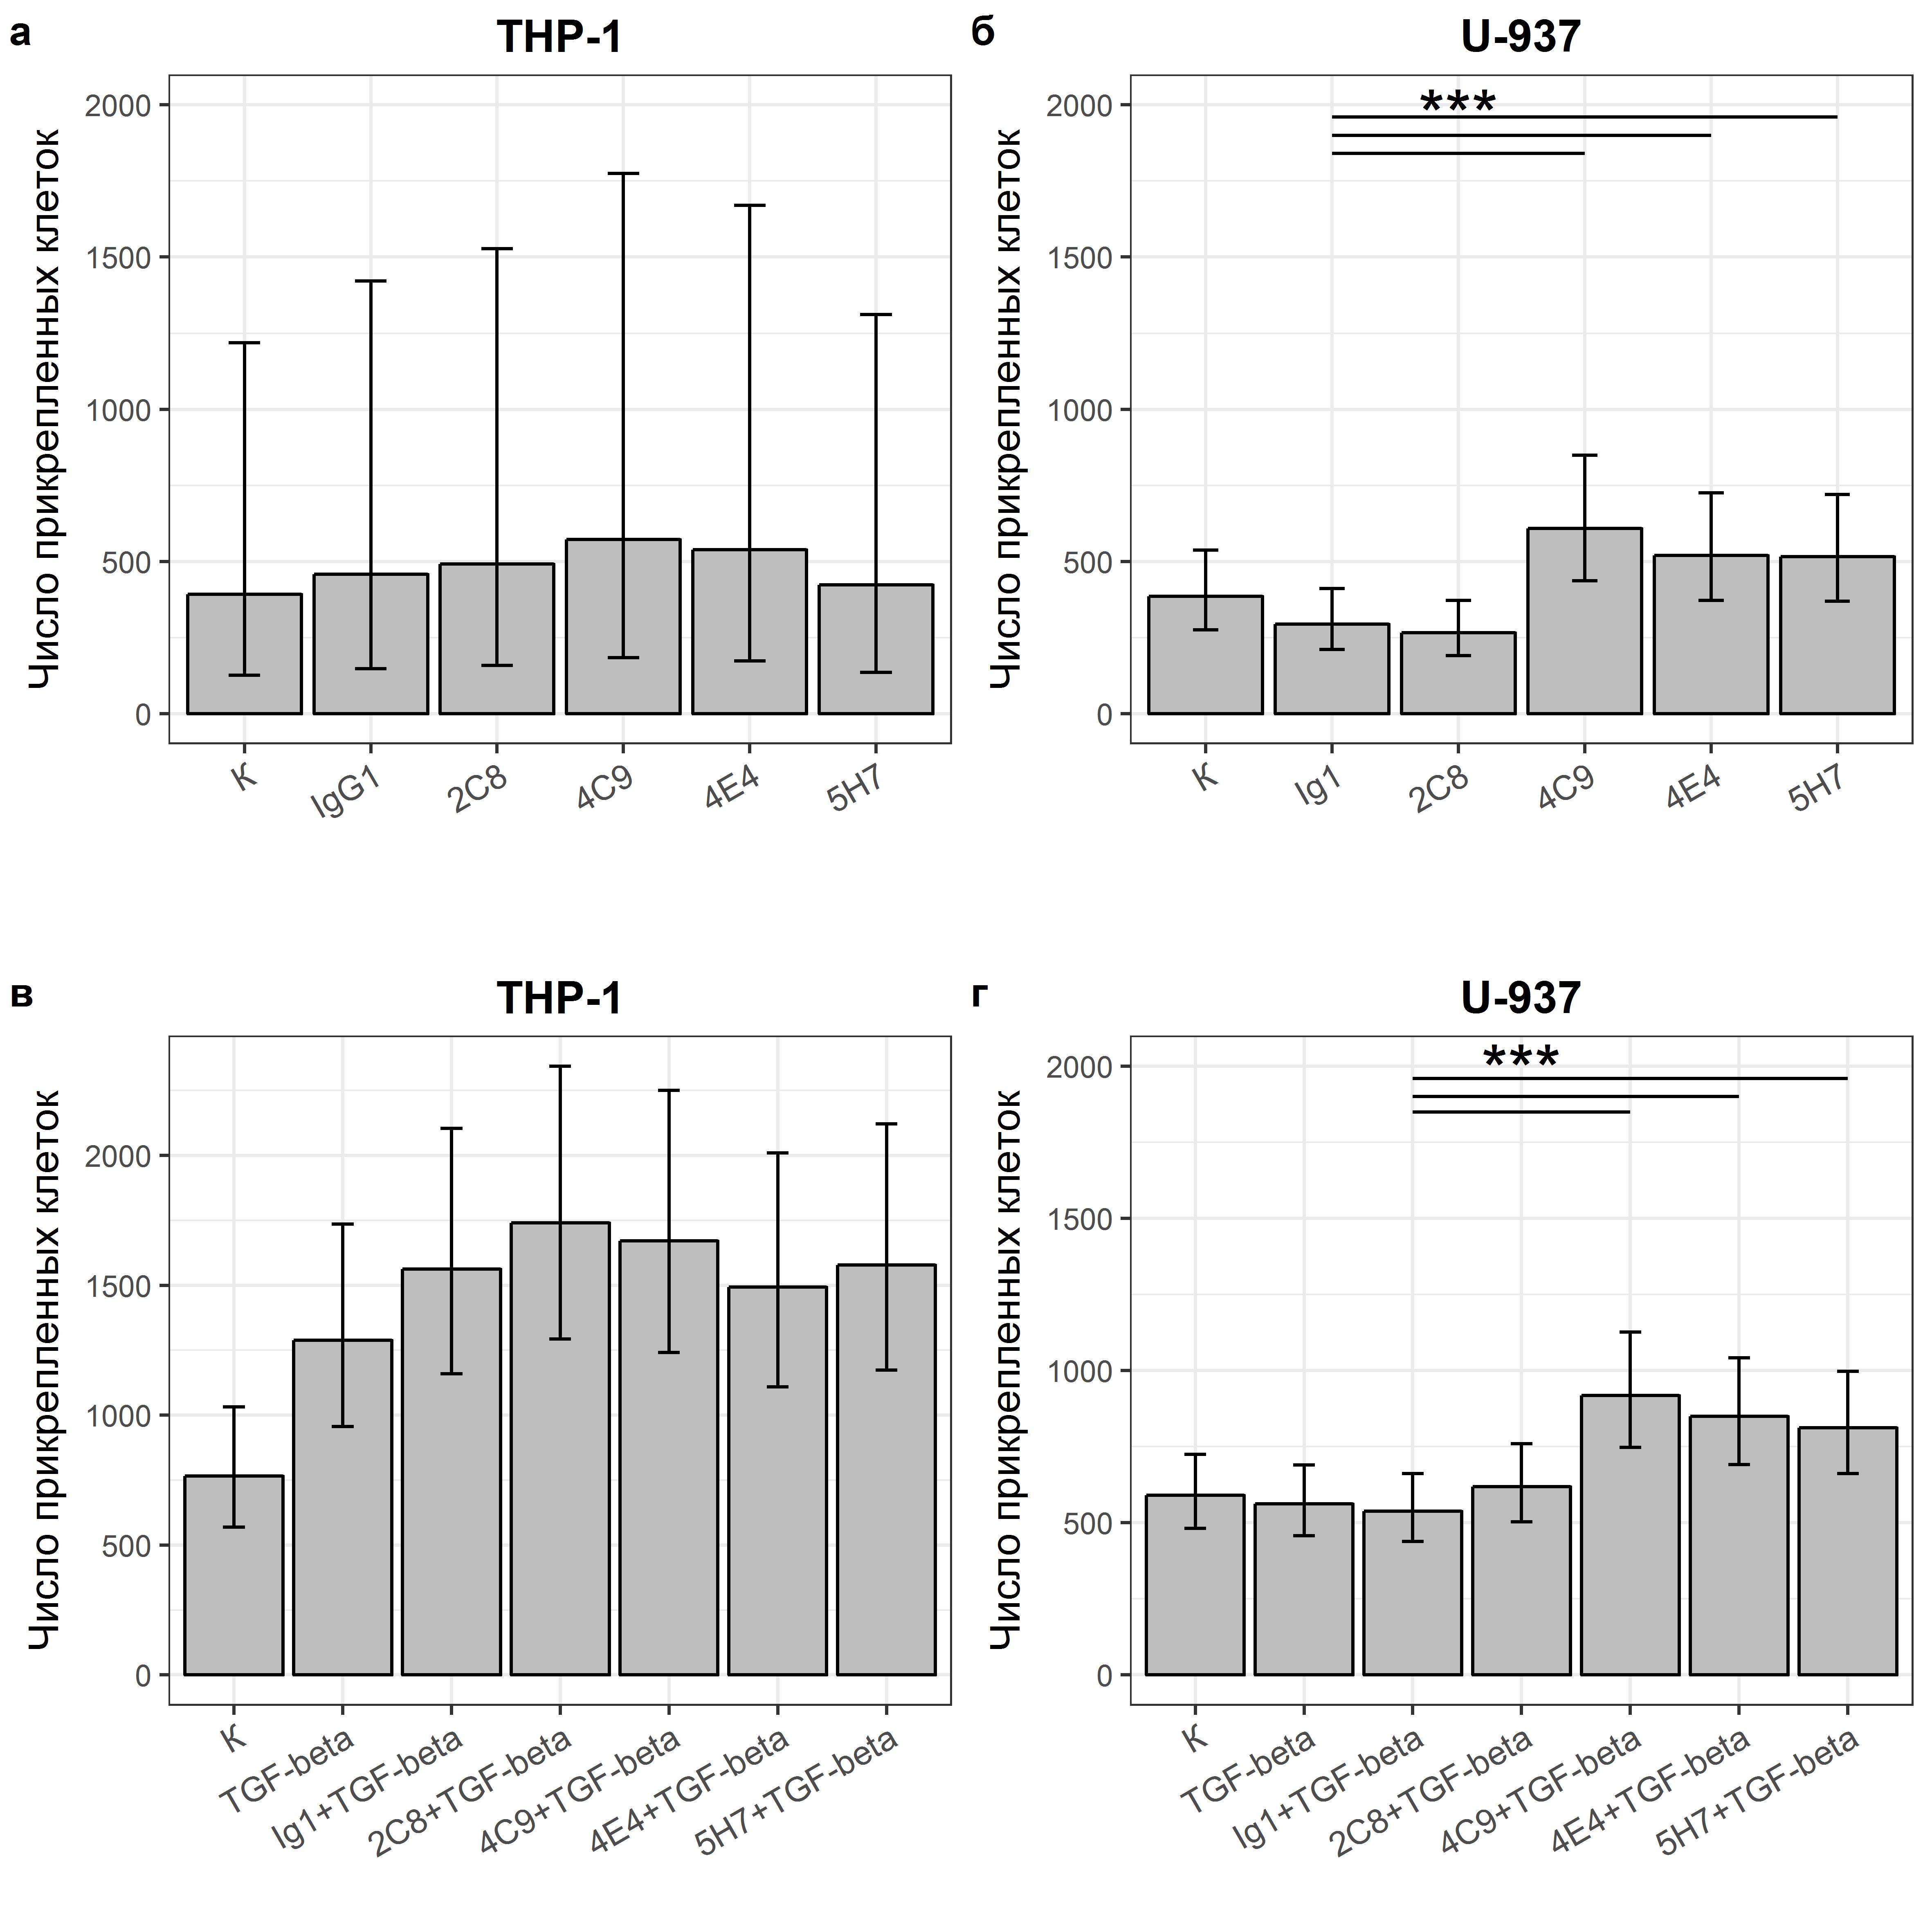 а
THP-1
Число прикрепленных клеток
2000
1500
1000
500
0
К
IgG1
2C8
4C9
4E4
5H7
б
U-937
Число прикрепленных клеток
2000
1500
1000
500
0
***
К
Ig1
2C8
4C9
4E4
5H7
в
THP-1
Число прикрепленных клеток
2000
1500
1000
500
0
К
TGF-beta
Ig1+TGF-beta
2C8+TGF-beta
4C9+TGF-beta
4E4+TGF-beta
5H7+TGF-beta
г
U-937
Число прикрепленных клеток
2000
1500
1000
500
0
***
К
TGF-beta
Ig1+TGF-beta
2C8+TGF-beta
4C9+TGF-beta
4E4+TGF-beta
5H7+TGF-beta